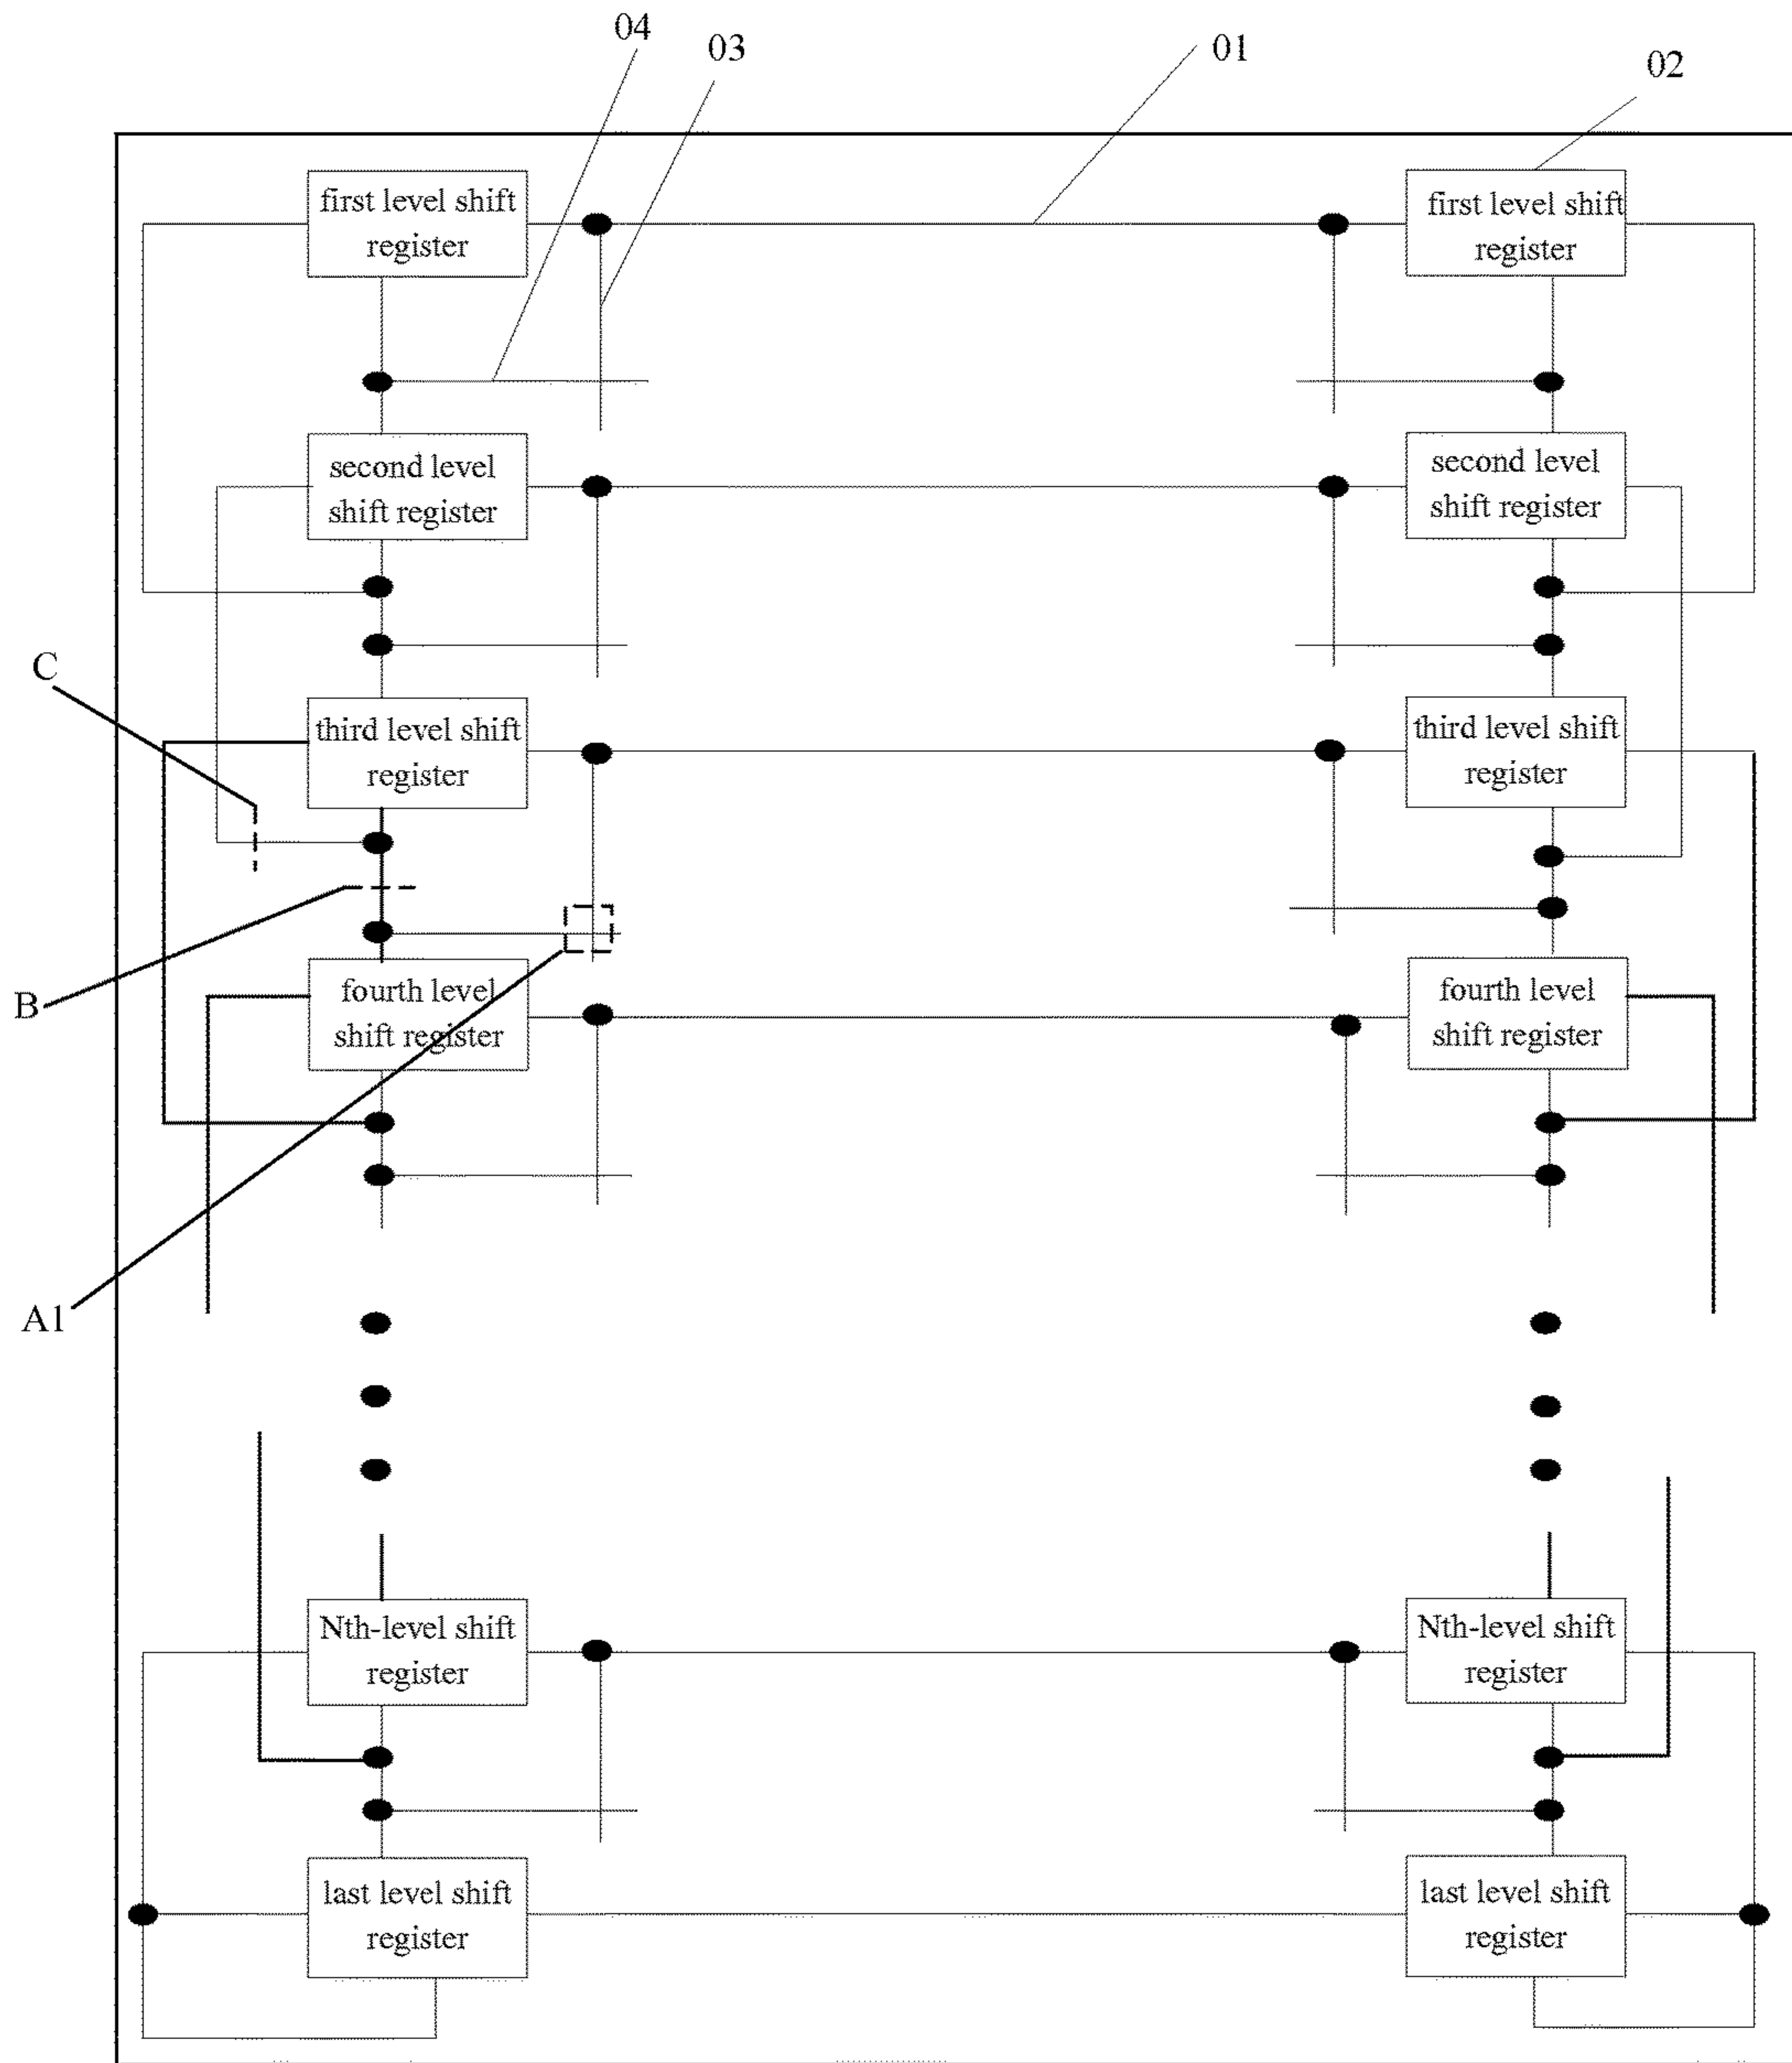 04
03
01
02
first level shift
register
first level shift
register
second level
shift register
second level
shift register
C
third level shift
register
third level shift
register
B
fourth level
shift register
fourth level
shift register
A1
Nth-level shift
register
Nth-level shift
register
last level shift
register
last level shift
register